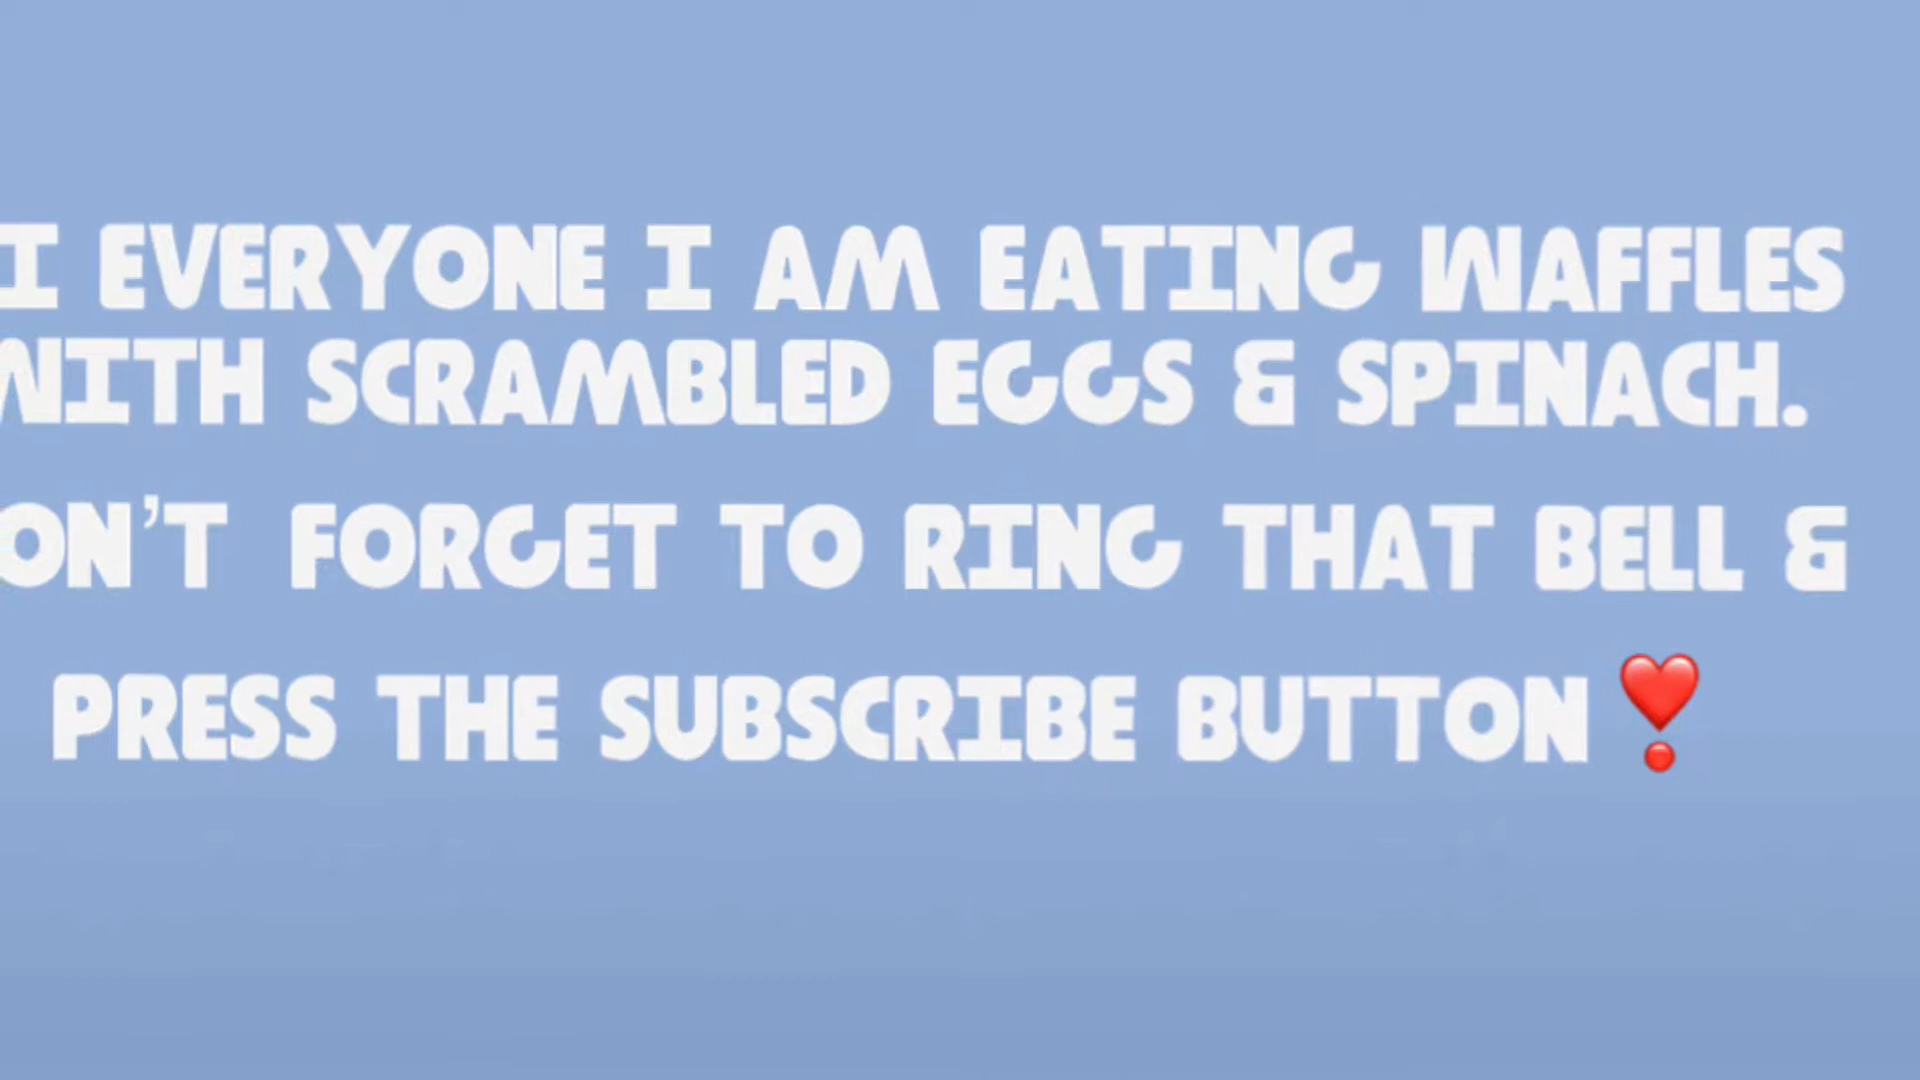 I EVERYONE I AM EATING WAFFLES
WITH SCRAMBLED EGGS & SPINACH.
ON'T FORGET TO RING THAT BELL &
PRESS THE SUBSCRIBE BUTTON❣️